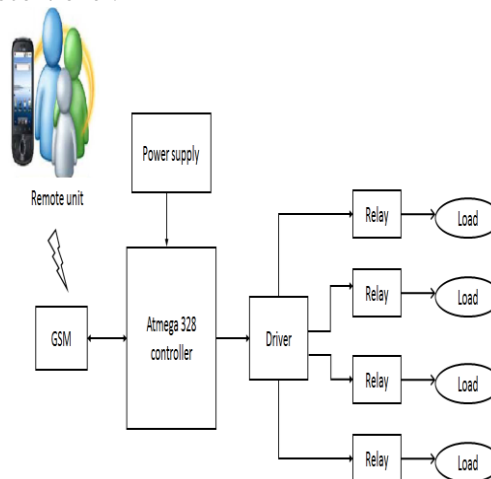 Power supply
Remote unit
GSM
Atmega 328
controller
Driver
Relay
Load
Relay
Load
Relay
Load
Relay
Load